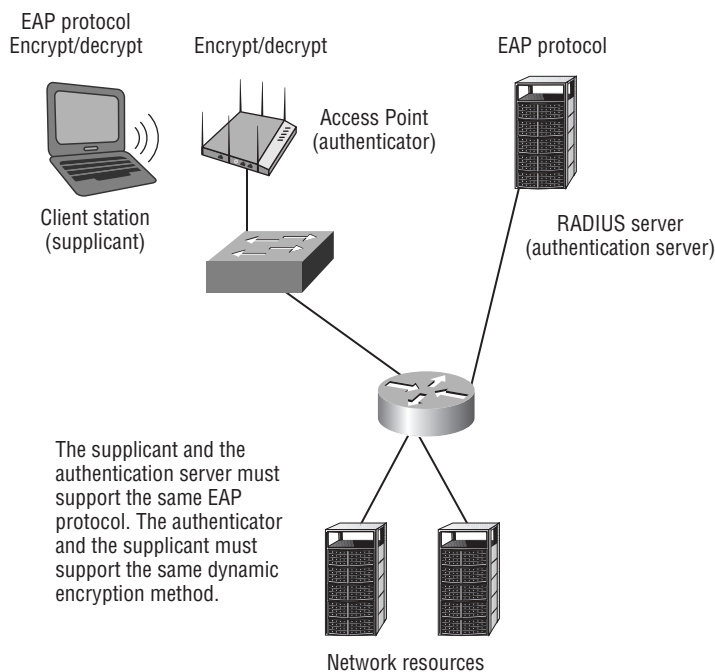 EAP protocol
Encrypt/decrypt
Encrypt/decrypt
EAP protocol
Access Point
(authenticator)
Client station
(supplicant)
RADIUS server
(authentication server)
The supplicant and the
authentication server must
support the same EAP
protocol. The authenticator
and the supplicant must
support the same dynamic
encryption method.
Network resources